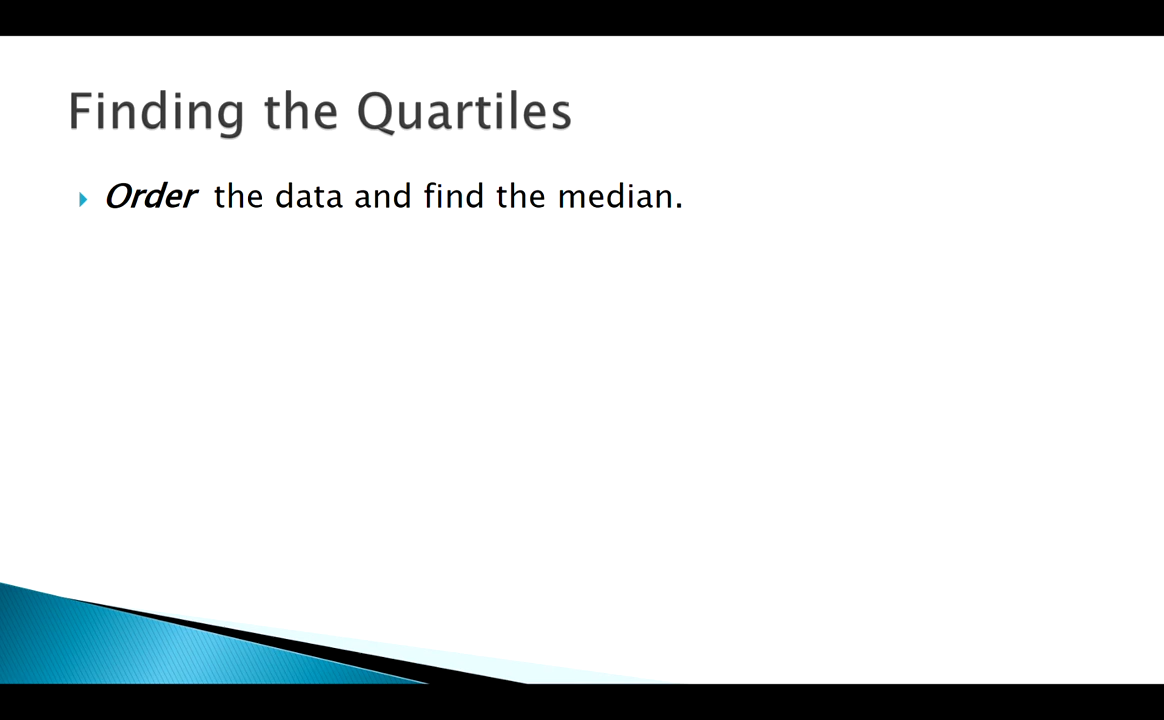 Finding the Quartiles
Order the data and find the median.